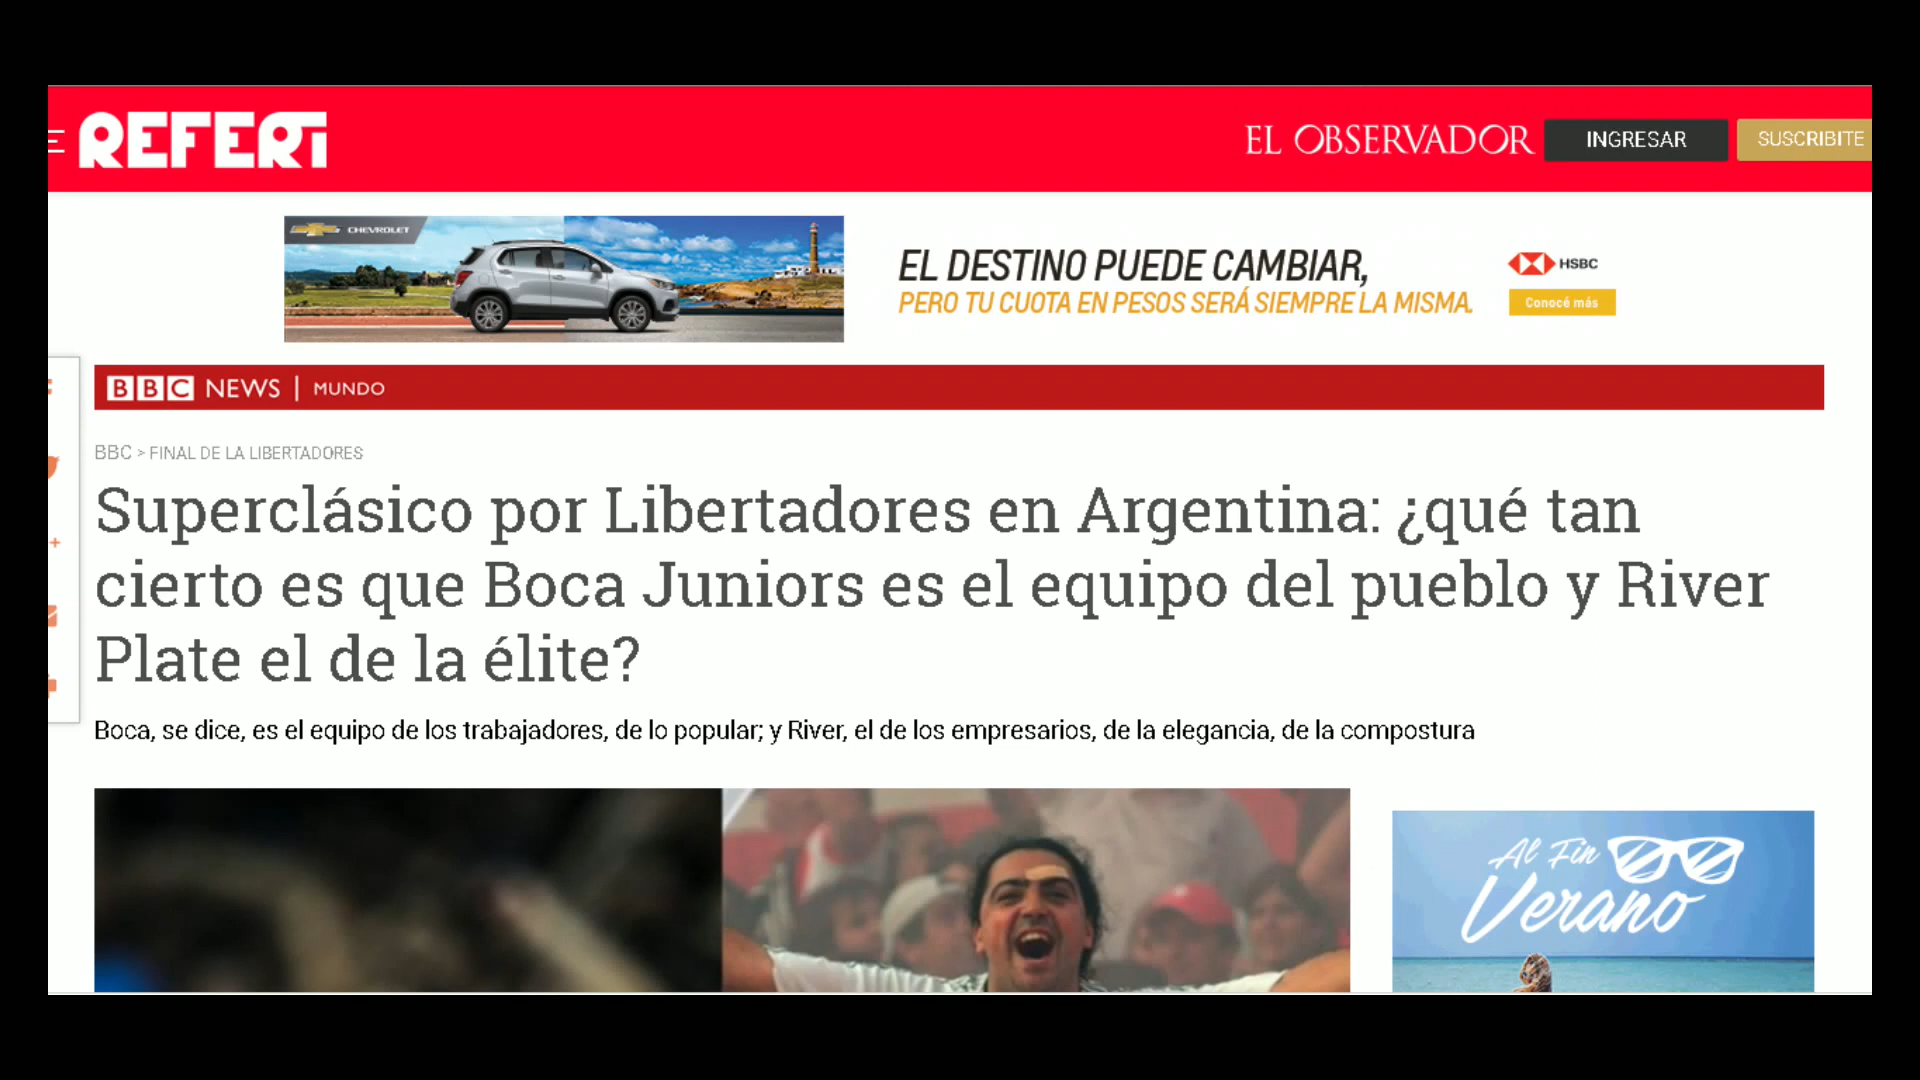 REFERI
EL OBSERVADOR
INGRESAR
SUSCRIBITE
CHEVROLET
EL DESTINO PUEDE CAMBIAR,
PERO TU CUOTA EN PESOS SERÁ SIEMPRE LA MISMA.
HSBC
Conocé más
BBC NEWS | MUNDO
BBC > FINAL DE LA LIBERTADORES
Superclásico por Libertadores en Argentina: ¿qué tan
cierto es que Boca Juniors es el equipo del pueblo y River
Plate el de la élite?
Boca, se dice, es el equipo de los trabajadores, de lo popular; y River, el de los empresarios, de la elegancia, de la compostura
Al Fin
Verano